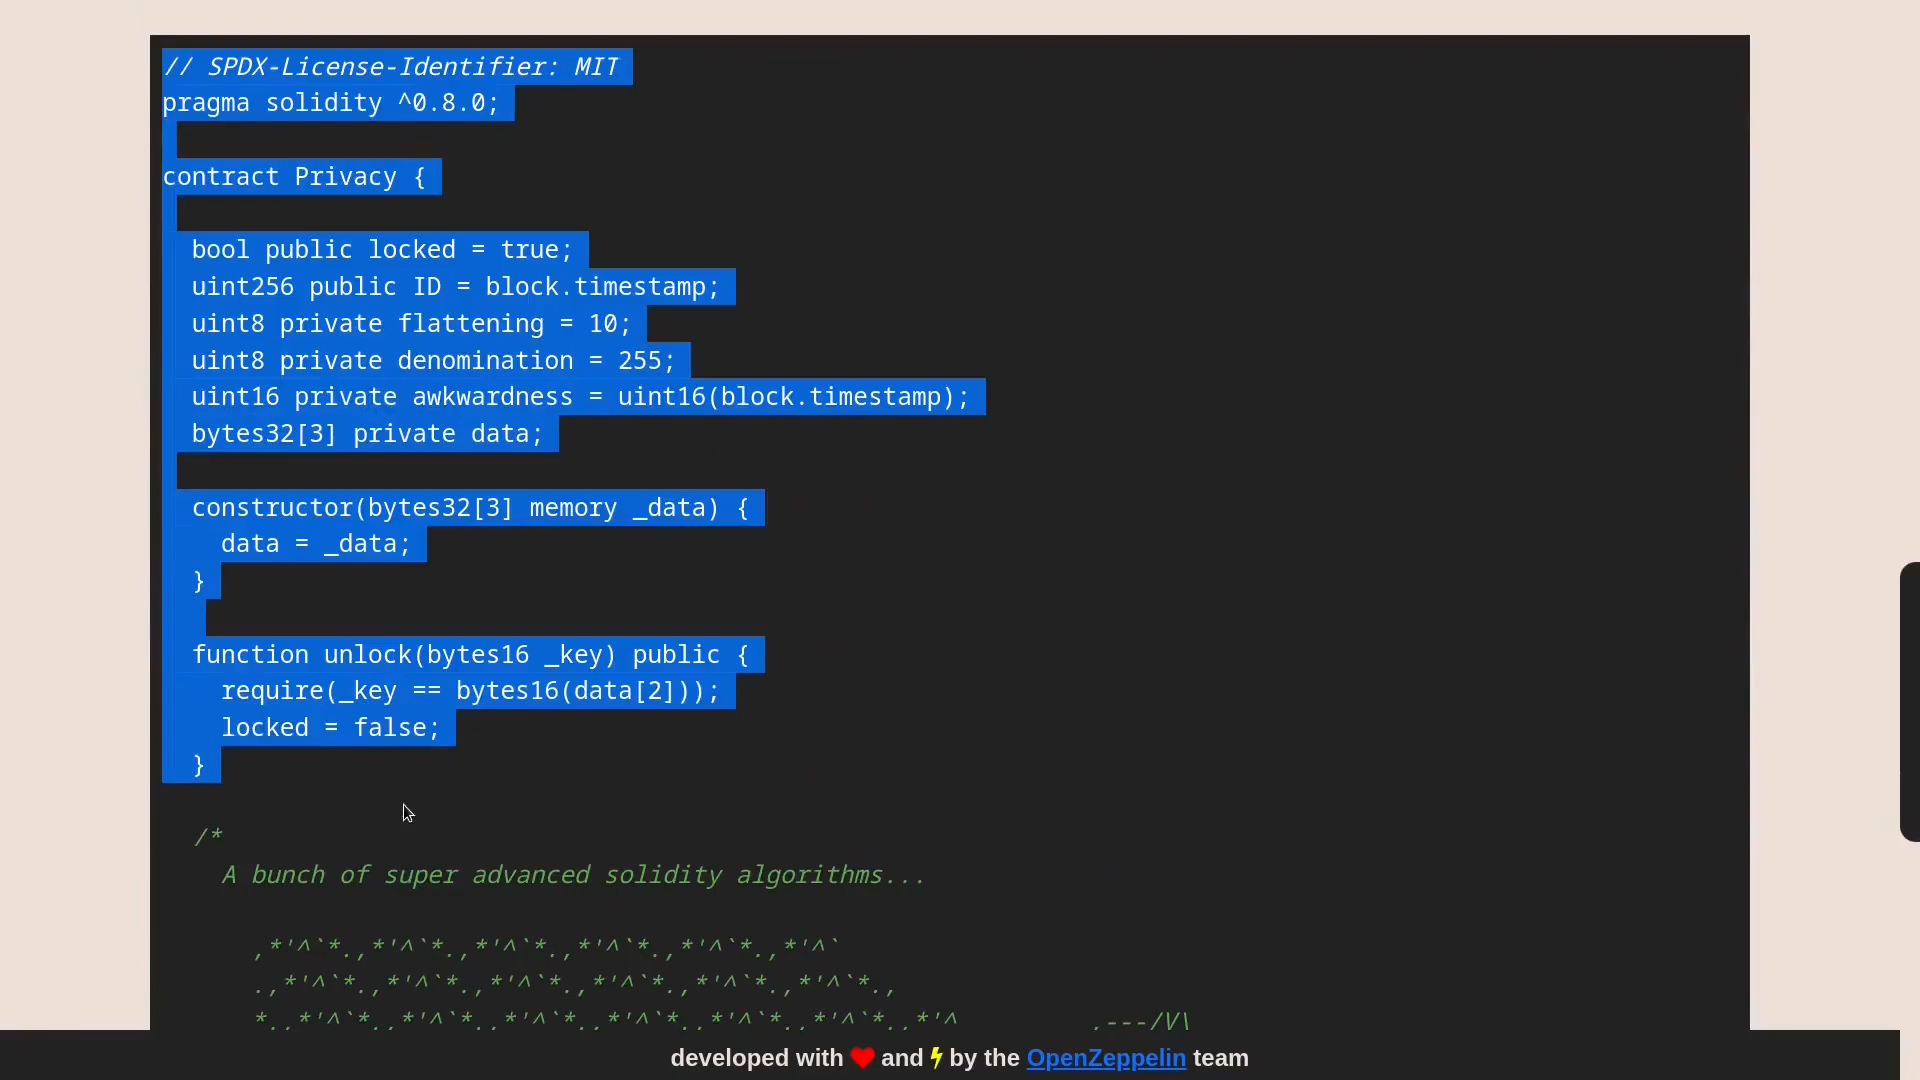 // SPDX-License-Identifier: MIT
pragma solidity ^0.8.0;
contract Privacy {
bool public locked = true;
uint256 public ID = block.timestamp;
uint8 private flattening = 10;
uint8 private denomination = 255;
uint16 private awkwardness = uint16(block.timestamp);
bytes32[3] private data;
constructor(bytes32[3] memory _data) {
data = _data;
}
function unlock(bytes16 _key) public {
require(_key == bytes16(data[2]));
locked = false;
}
/*
A bunch of super advanced solidity algorithms...
,*'^`*.,*'^`*.,*'^`*.,*'^`*.,*'^`*.,*'^`
.,*'^`*.,*'^`*.,*'^`*.,*'^`*.,*'^`*.,*'^`*.,
*.,*'^`*.,*'^`*.,*'^`*.,*'^`*.,*'^`*.,*'^`*.,*'^ .---/V\
developed with ❤️ and ⚡ by the OpenZeppelin team